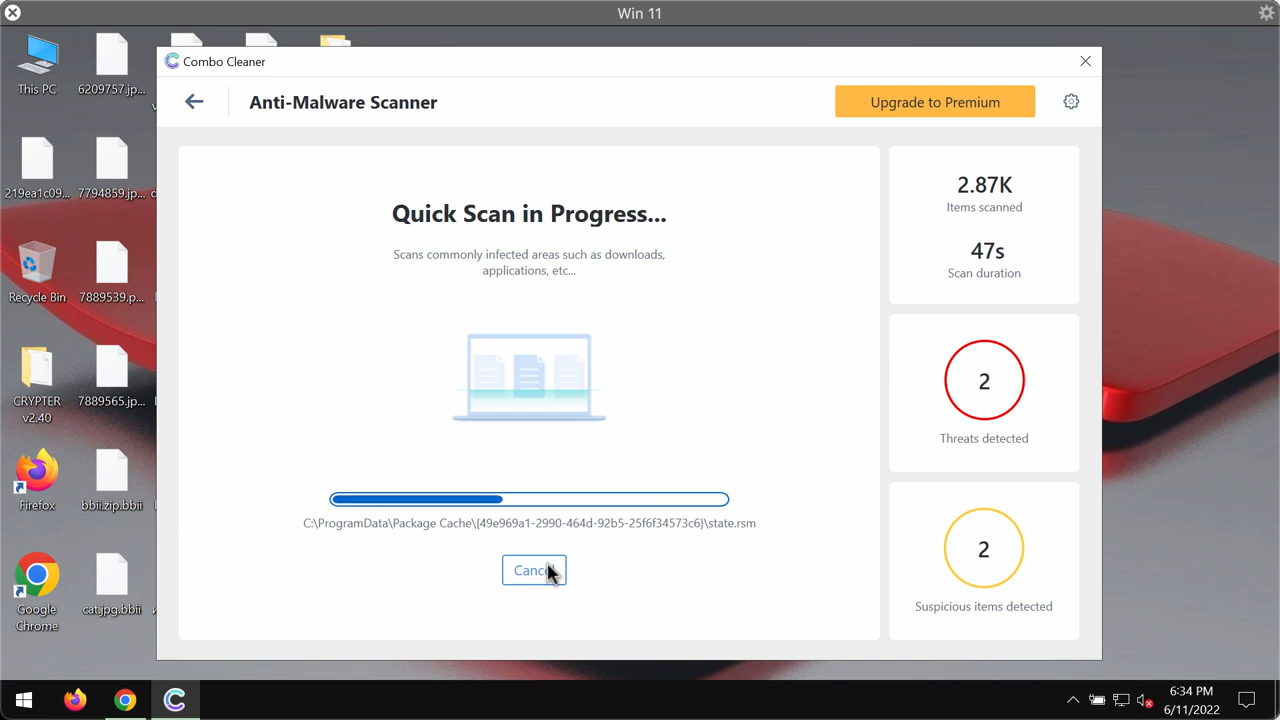 Win 11
This PC
6209757.jp...
219ea1c09...
7794859.jp...
Recycle Bin
7889539.p...
CRYPTER
v2.40
7889565.jp...
Firefox
bbii.zip.bbii
Google
Chrome
cat.jpg.bbii
Combo Cleaner
Anti-Malware Scanner
Upgrade to Premium
Quick Scan in Progress...
Scans commonly infected areas such as downloads,
applications, etc...
C:\ProgramData\Package Cache\{49e969a1-2990-464d-92b5-25f6f34573c6}\state.rsm
2.87K
Items scanned
47s
Scan duration
2
Threats detected
2
Suspicious items detected
6:34 PM
6/11/2022